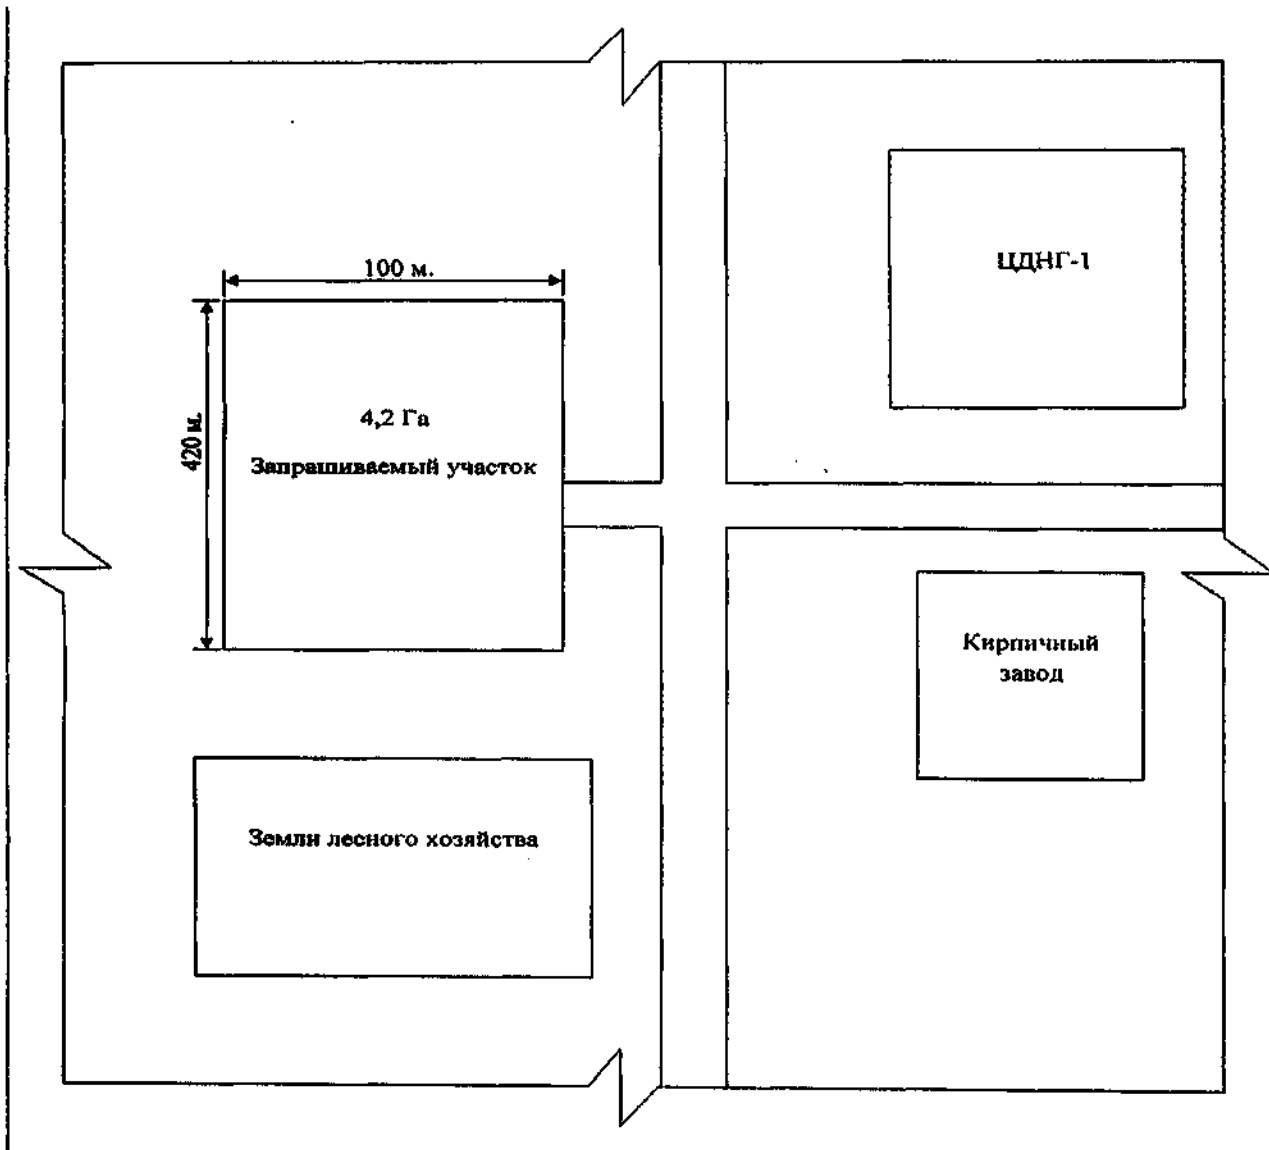 ЦДНГ-1
100 м.
420 м.
4,2 Га
Запрашиваемый участок
Кирпичный
завод
Земли лесного хозяйства